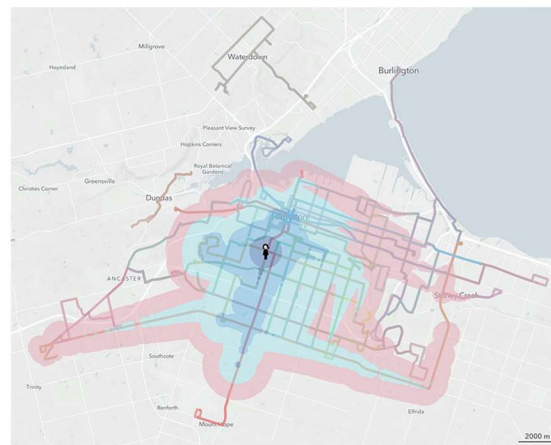 Millgrove
Haysland
Waterdown
Burlington
Pleasant View Survey
Hopkins Corners
Royal Botanical
Gardens
Greensville
Christies Corner
Dundas
Hamilton
ANCASTER
Stoney Creek
Southcote
Trinity
Renforth
Mount Hope
Elfrida
2000 m